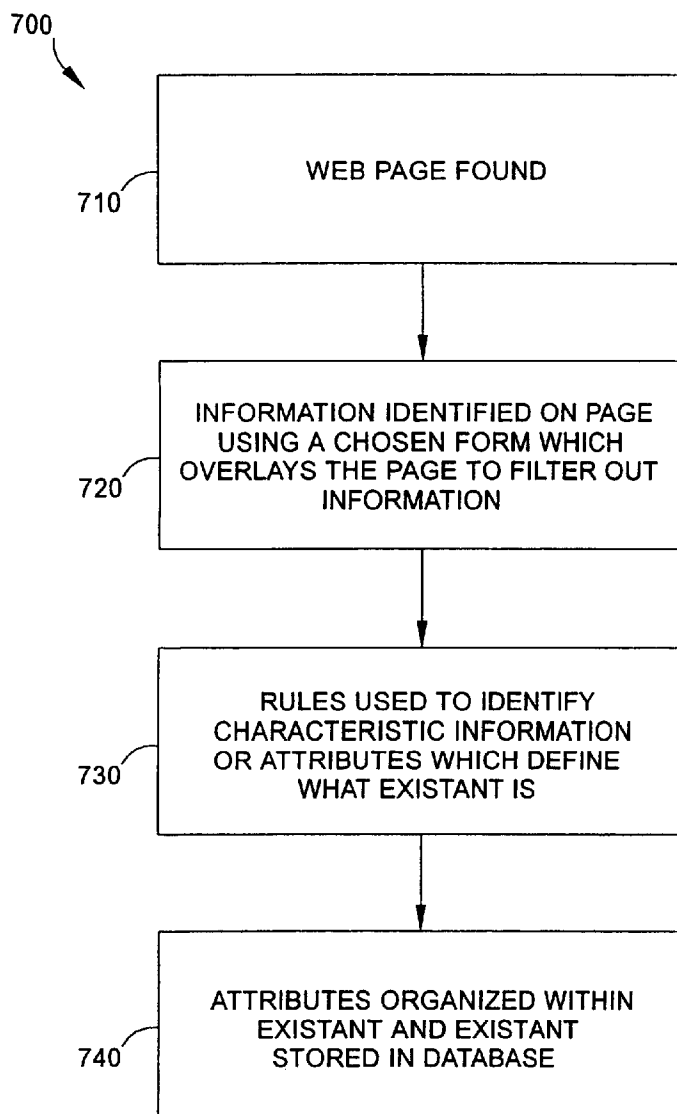 700
WEB PAGE FOUND
710
INFORMATION IDENTIFIED ON PAGE
USING A CHOSEN FORM WHICH
OVERLAYS THE PAGE TO FILTER OUT
INFORMATION
720
RULES USED TO IDENTIFY
CHARACTERISTIC INFORMATION
OR ATTRIBUTES WHICH DEFINE
WHAT EXISTANT IS
730
ATTRIBUTES ORGANIZED WITHIN
EXISTANT AND EXISTANT
STORED IN DATABASE
740